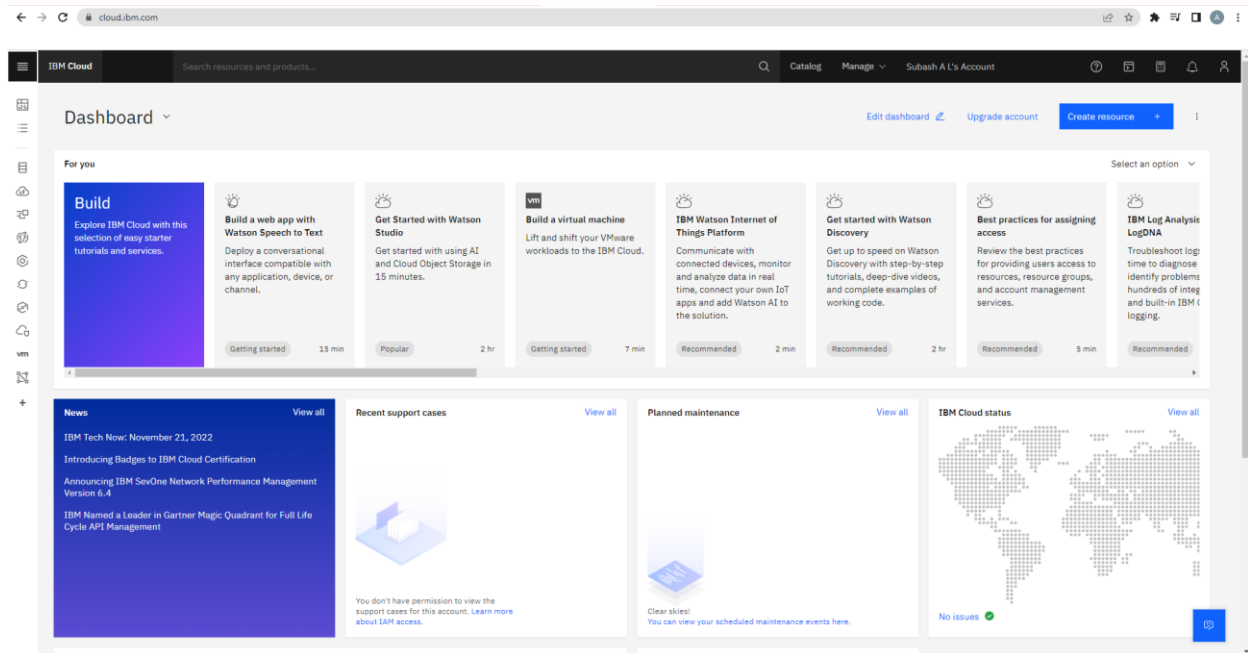 cloud.ibm.com
A
IBM Cloud
Search resources and products...
Catalog
Manage
Subash A L's Account
Dashboard
Edit dashboard
Upgrade account
Create resource +
For you
Select an option
Build
Explore IBM Cloud with this
selection of easy starter
tutorials and services.
Build a web app with
Watson Speech to Text
Deploy a conversational
interface compatible with
any application, device, or
channel.
Getting started
15 min
Get Started with Watson
Studio
Get started with using AI
and Cloud Object Storage in
15 minutes.
Popular
2 hr
vm
Build a virtual machine
Lift and shift your VMware
workloads to the IBM Cloud.
Getting started
7 min
IBM Watson Internet of
Things Platform
Communicate with
connected devices, monitor
and analyze data in real
time, connect your own IoT
apps and add Watson AI to
the solution.
Recommended
2 min
Get started with Watson
Discovery
Get up to speed on Watson
Discovery with step-by-step
tutorials, deep-dive videos,
and complete examples of
working code.
Recommended
2 hr
Best practices for assigning
access
Review the best practices
for providing users access to
resources, resource groups,
and account management
services.
Recommended
5 min
IBM Log Analysis
LogDNA
Troubleshoot logs
time to diagnose
identify problems
hundreds of integ
and built-in IBM
logging.
Recommended
vm
News
View all
IBM Tech Now: November 21, 2022
Introducing Badges to IBM Cloud Certification
Announcing IBM SevOne Network Performance Management
Version 6.4
IBM Named a Leader in Gartner Magic Quadrant for Full Life
Cycle API Management
Recent support cases
View all
You don't have permission to view the
support cases for this account. Learn more
about IAM access.
Planned maintenance
View all
Clear skies!
You can view your scheduled maintenance events here.
IBM Cloud status
View all
No issues